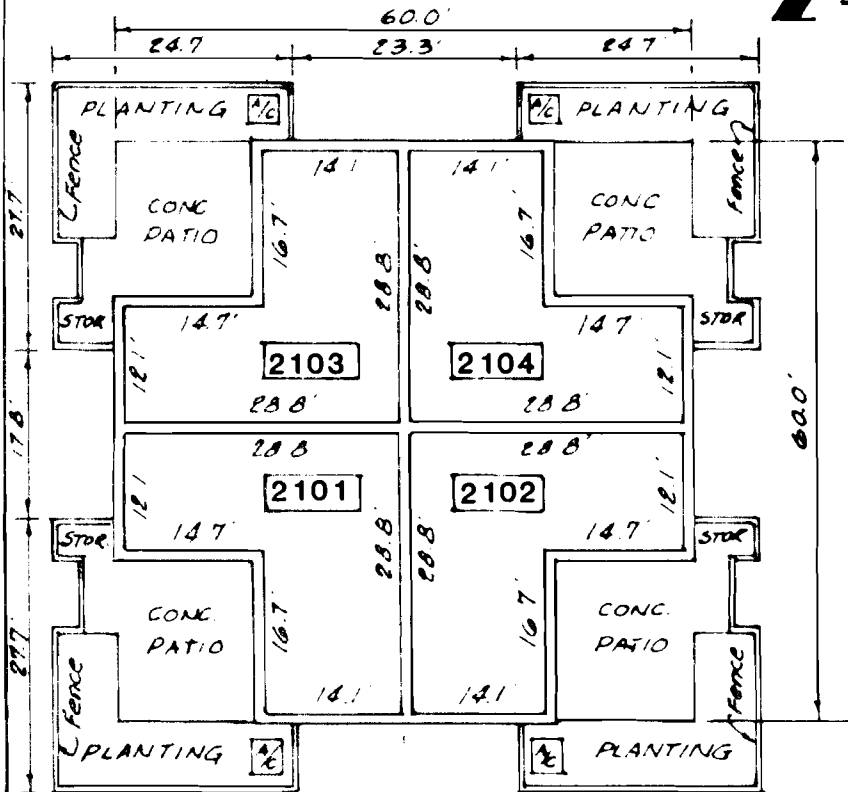 60.0'
24.7 23.3' 24.7'
PLANTING A/C A/C PLANTING
Fence 14.1 14.1' Fence
27.7' CONC PATIO 16.7' 28.8' 28.8' 16.7' CONC PATIO
STOR 14.7' 14.7' STOR
12.1' 2103 2104 12.1'
28.8' 28.8'
17.8' 60.0'
28.8 28.8'
12.1 2101 2102 12.1'
STOR 14.7' 14.7' STOR
28.8' 28.8'
27.7' CONC. PATIO 16.7' 16.7' CONC. PATIO
Fence 14.1' 14.1' Fence
PLANTING A/C A/C PLANTING